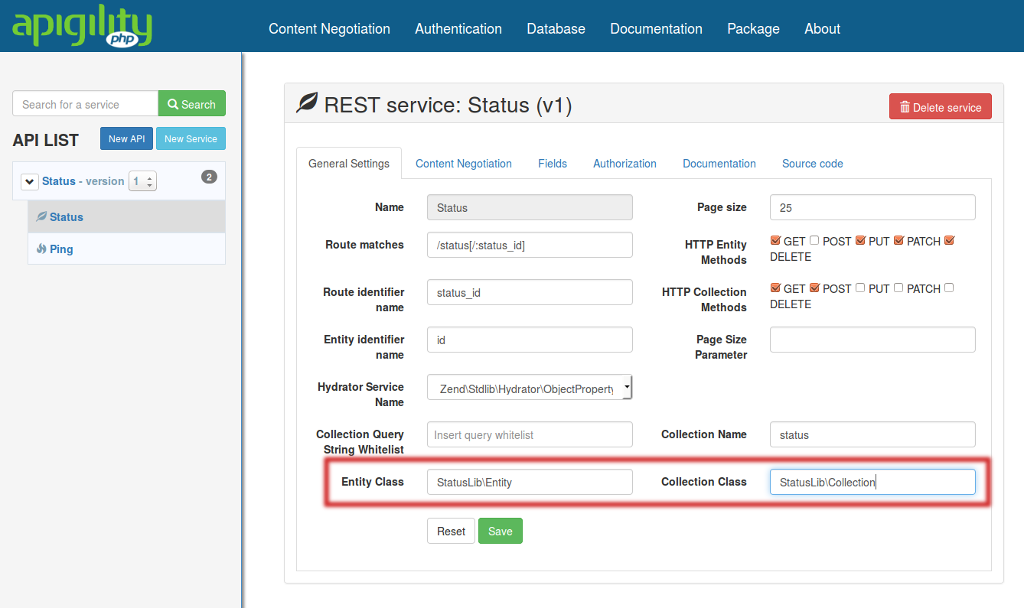 apigility
php
Content Negotiation Authentication Database Documentation Package About
Search for a service Search
API LIST New API New Service
Status - version 1 2
Status
Ping
REST service: Status (v1) Delete service
General Settings Content Negotiation Fields Authorization Documentation Source code
Name Status Page size 25
Route matches /status[/:status_id] HTTP Entity Methods GET POST PUT PATCH
DELETE
Route identifier name status_id HTTP Collection Methods GET POST PUT PATCH
DELETE
Entity identifier name id Page Size Parameter
Hydrator Service Name Zend\Stdlib\Hydrator\ObjectProperty
Collection Query String Whitelist Insert query whitelist Collection Name status
Entity Class StatusLib\Entity Collection Class StatusLib\Collection
Reset Save